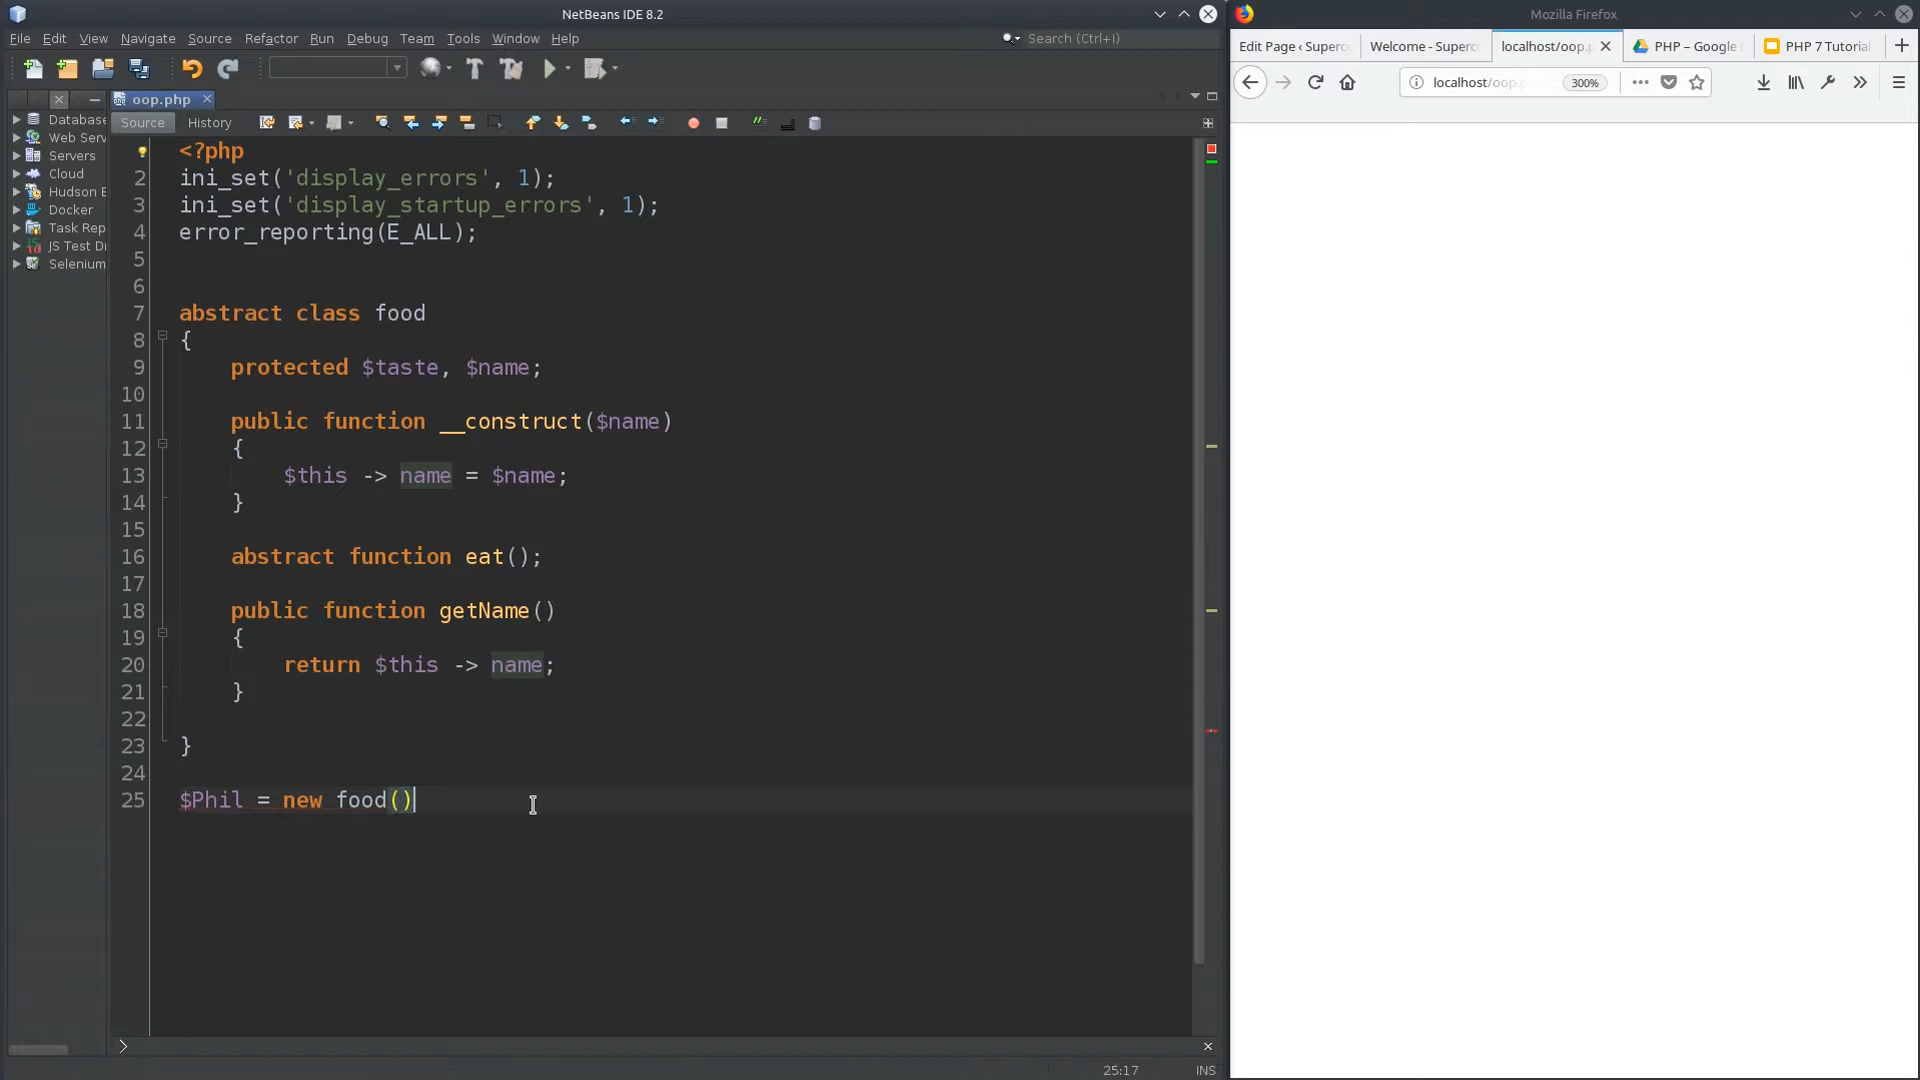 NetBeans IDE 8.2
File Edit View Navigate Source Refactor Run Debug Team Tools Window Help
Search (Ctrl+I)
oop.php
Source History
Database
Web Serv
Servers
Cloud
Hudson B
Docker
Task Rep
JS Test Dr
Selenium
<?php
2 ini_set('display_errors', 1);
3 ini_set('display_startup_errors', 1);
4 error_reporting(E_ALL);
5
6
7 abstract class food
8 {
9 protected $taste, $name;
10
11 public function __construct($name)
12 {
13 $this -> name = $name;
14 }
15
16 abstract function eat();
17
18 public function getName()
19 {
20 return $this -> name;
21 }
22
23 }
24
25 $Phil = new food()
25:17 INS
Mozilla Firefox
Edit Page ‹ Superc
Welcome - Superc
localhost/oop.
PHP – Google
PHP 7 Tutorial
localhost/oop.
300%